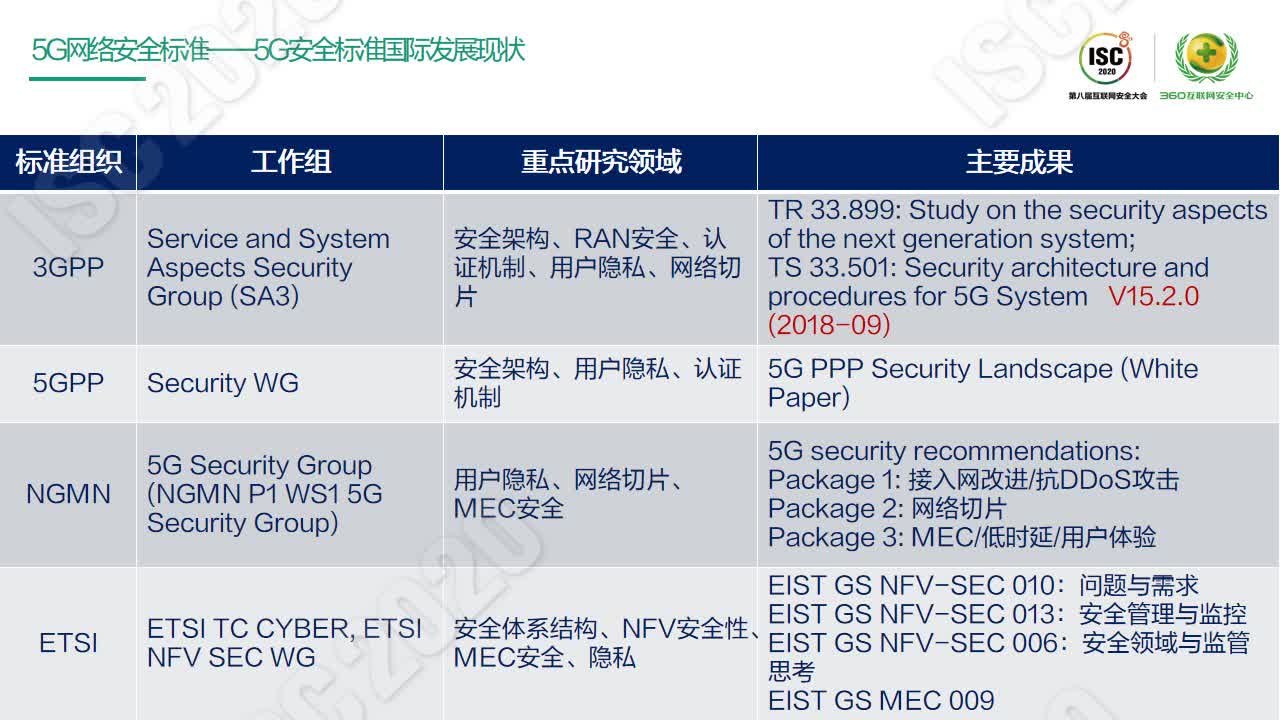 5G网络安全标准——5G安全标准国际发展现状
ISC
2020
第八届互联网安全大会
360互联网安全中心
标准组织
工作组
重点研究领域
主要成果
3GPP
Service and System
Aspects Security
Group (SA3)
安全架构、RAN安全、认
证机制、用户隐私、网络切
片
TR 33.899: Study on the security aspects
of the next generation system;
TS 33.501: Security architecture and
procedures for 5G System V15.2.0
(2018-09)
5GPP
Security WG
安全架构、用户隐私、认证
机制
5G PPP Security Landscape (White
Paper)
NGMN
5G Security Group
(NGMN P1 WS1 5G
Security Group)
用户隐私、网络切片、
MEC安全
5G security recommendations:
Package 1: 接入网改进/抗DDoS攻击
Package 2: 网络切片
Package 3: MEC/低时延/用户体验
ETSI
ETSI TC CYBER, ETSI
NFV SEC WG
安全体系结构、NFV安全性、
MEC安全、隐私
EIST GS NFV-SEC 010：问题与需求
EIST GS NFV-SEC 013：安全管理与监控
EIST GS NFV-SEC 006：安全领域与监管
思考
EIST GS MEC 009
ISC 2020
ISC 2020
ISC 2020